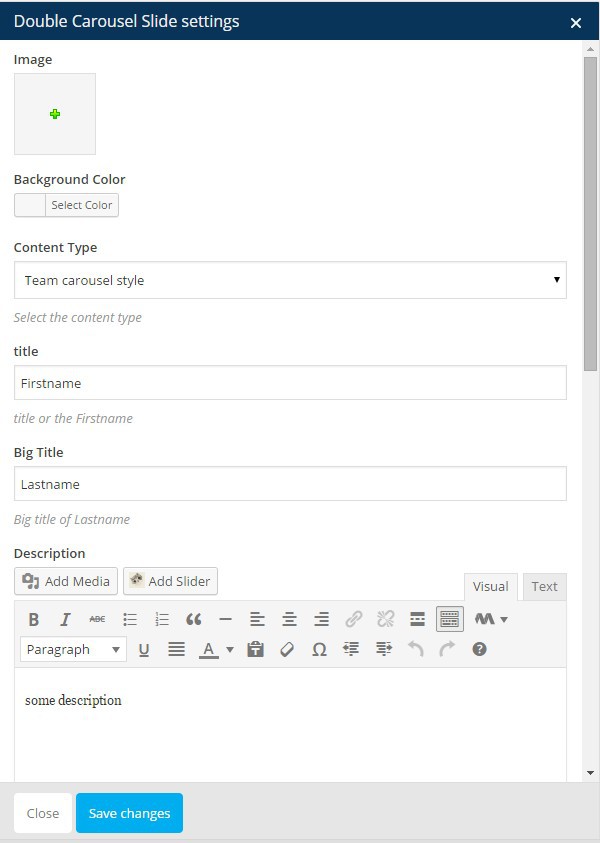 Double Carousel Slide settings
Image
Select Color
Background Color
Content Type
Team carousel style
Select the content type
title
Firstname
title or the Firstname
Big Title
Lastname
Big title of Lastname
Description
Add Media Add Slider Visual Text
B I ABC
Paragraph U A T Ω ?
some description
Close Save changes